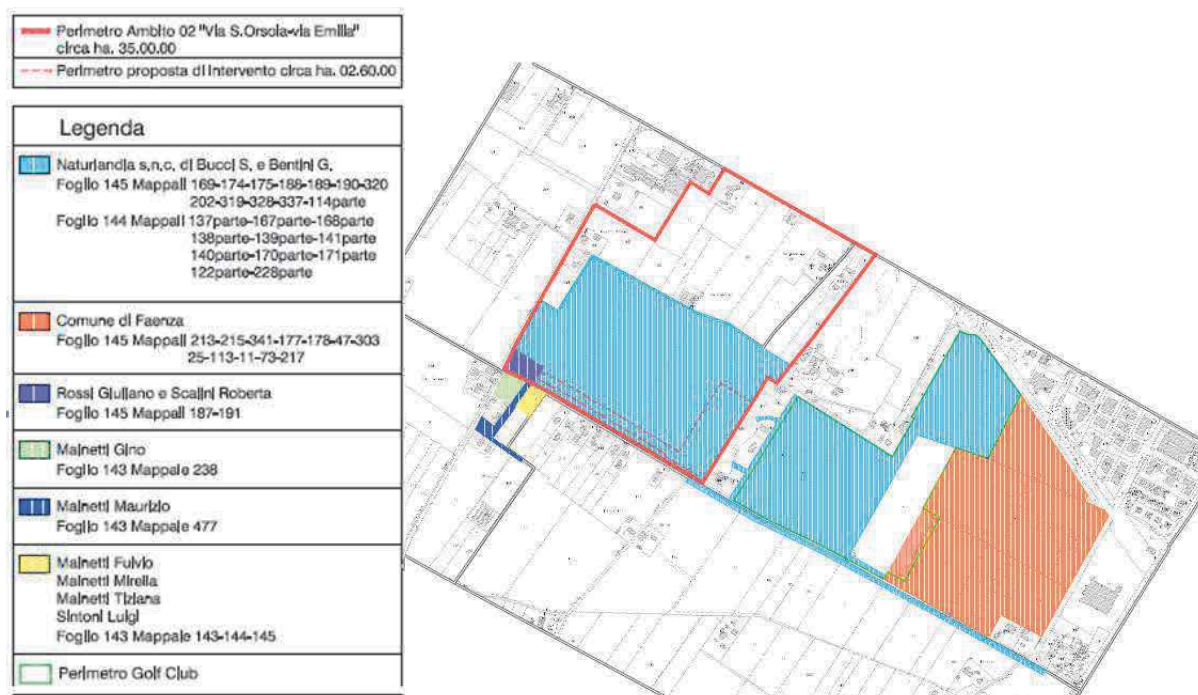 Perimetro Ambito 02 "Via S.Orsola-via Emilia"
circa ha. 35.00.00
Perimetro proposta di intervento circa ha. 02.60.00
Legenda
Naturlandia s.n.c. di Bucci S. e Bentini G.
Foglio 145 Mappali 169-174-175-188-189-190-320
202-319-328-337-114parte
Foglio 144 Mappali 137parte-167parte-168parte
138parte-139parte-141parte
140parte-170parte-171parte
122parte-228parte
Comune di Faenza
Foglio 145 Mappali 213-215-341-177-178-47-303
25-113-11-73-217
Rossi Giuliano e Scalini Roberta
Foglio 145 Mappali 187-191
Mainetti Gino
Foglio 143 Mappale 238
Mainetti Maurizio
Foglio 143 Mappale 477
Mainetti Fulvio
Mainetti Mirella
Mainetti Tiziana
Sintoni Luigi
Foglio 143 Mappale 143-144-145
Perimetro Golf Club